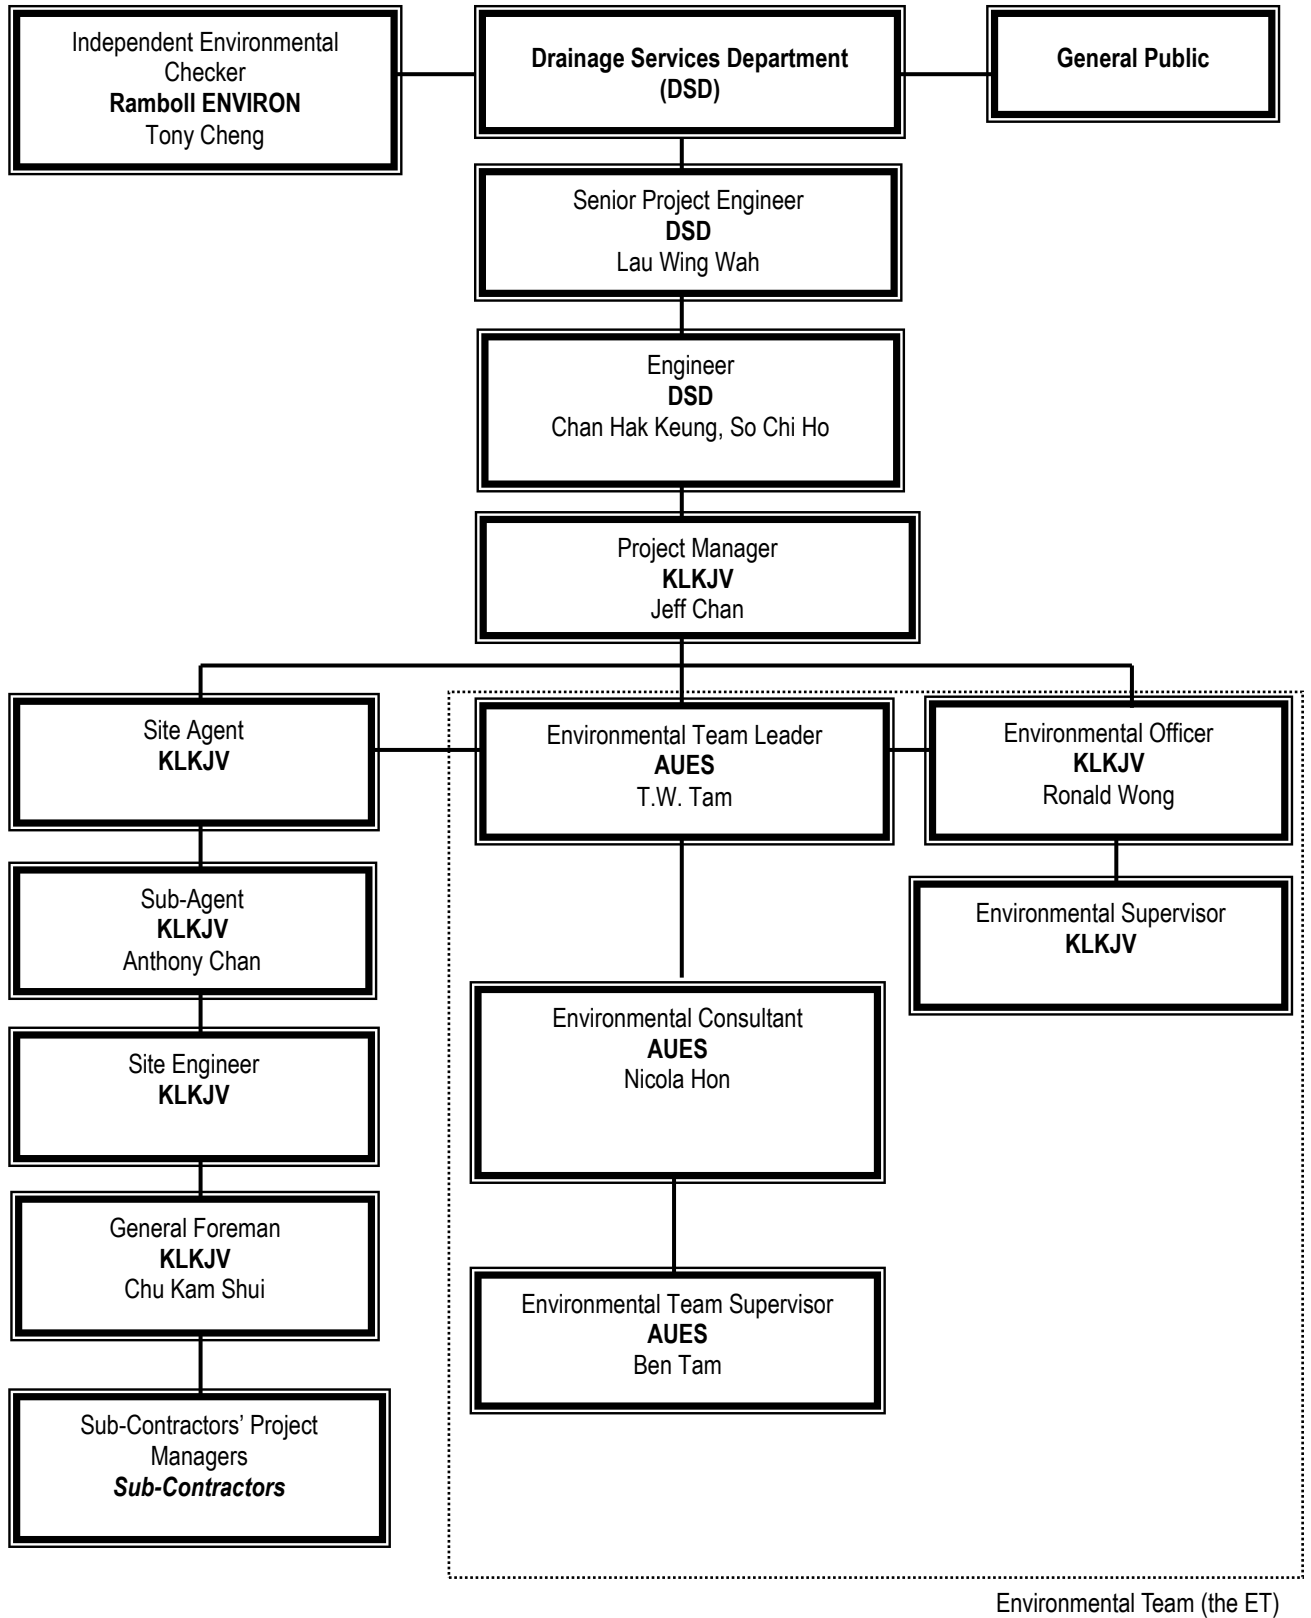 Independent Environmental
Checker
Ramboll ENVIRON
Tony Cheng
Drainage Services Department
(DSD)
General Public
Senior Project Engineer
DSD
Lau Wing Wah
Engineer
DSD
Chan Hak Keung, So Chi Ho
Project Manager
KLKJV
Jeff Chan
Site Agent
KLKJV
Environmental Team Leader
AUES
T.W. Tam
Environmental Officer
KLKJV
Ronald Wong
Sub-Agent
KLKJV
Anthony Chan
Environmental Supervisor
KLKJV
Site Engineer
KLKJV
Environmental Consultant
AUES
Nicola Hon
General Foreman
KLKJV
Chu Kam Shui
Environmental Team Supervisor
AUES
Ben Tam
Sub-Contractors’ Project
Managers
Sub-Contractors
Environmental Team (the ET)